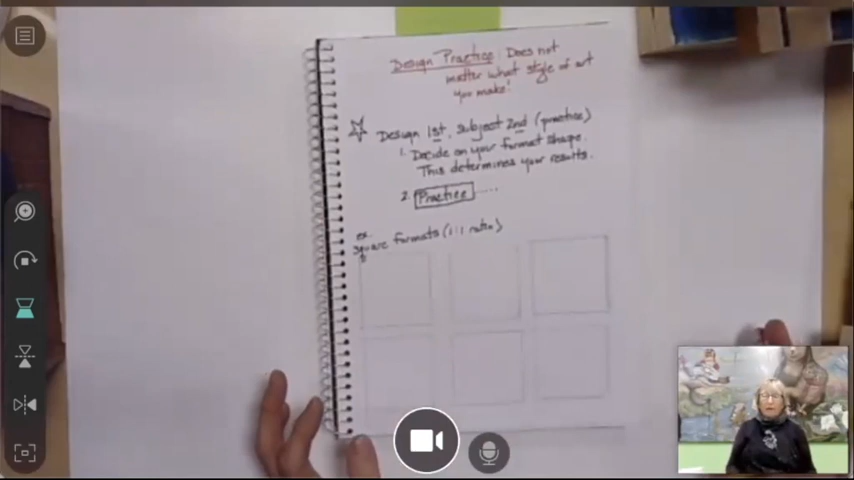 Design Practice: Does not
matter what style of art
you make!
Design 1st, subject 2nd (practice)
1. Decide on your format shape.
This determines your results.
2. Practice ....
ex.
square formats (1:1 ratio)